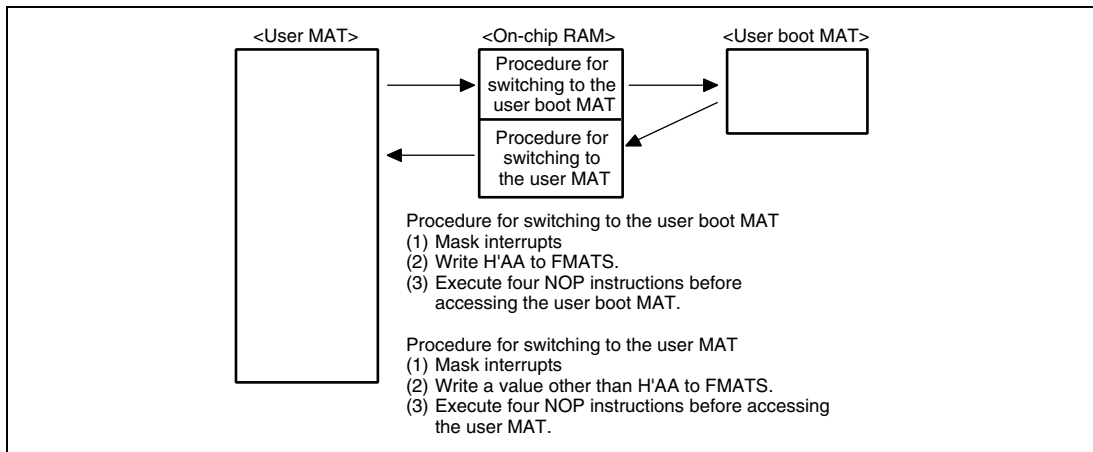 <User MAT>
<On-chip RAM>
<User boot MAT>
Procedure for
switching to the
user boot MAT
Procedure for
switching to
the user MAT
Procedure for switching to the user boot MAT
(1) Mask interrupts
(2) Write H'AA to FMATS.
(3) Execute four NOP instructions before
accessing the user boot MAT.
Procedure for switching to the user MAT
(1) Mask interrupts
(2) Write a value other than H'AA to FMATS.
(3) Execute four NOP instructions before accessing
the user MAT.